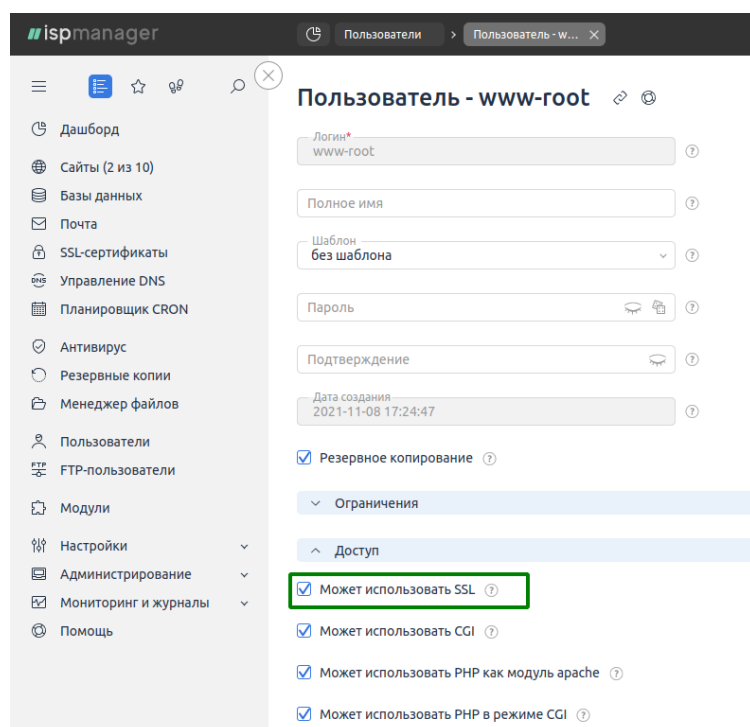 ispmanager
Пользователи > Пользователь - w...
Дашборд
Сайты (2 из 10)
Базы данных
Почта
SSL-сертификаты
DNS Управление DNS
Планировщик CRON
Антивирус
Резервные копии
Менеджер файлов
Пользователи
FTP FTP-пользователи
Модули
Настройки
Администрирование
Мониторинг и журналы
Помощь
Пользователь - www-root
Логин*
www-root
Полное имя
Шаблон
без шаблона
Пароль
Подтверждение
Дата создания
2021-11-08 17:24:47
Резервное копирование
Ограничения
Доступ
Может использовать SSL
Может использовать CGI
Может использовать PHP как модуль apache
Может использовать PHP в режиме CGI